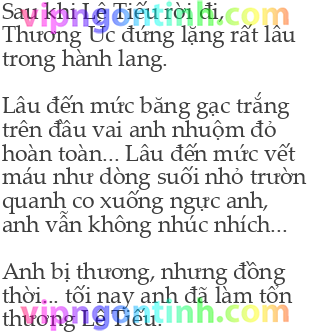 Sau khi Lê Tiếu rời đi,
Thương Úc đứng lặng rất lâu
trong hành lang.
Lâu đến mức băng gạc trắng
trên đầu vai anh nhuộm đỏ
hoàn toàn... Lâu đến mức vết
máu như dòng suối nhỏ trườn
quanh co xuống ngực anh,
anh vẫn không nhúc nhích...
Anh bị thương, nhưng đồng
thời... tối nay anh đã làm tổn
thương Lê Tiếu.
vipngontinh.com
vipngontinh.com